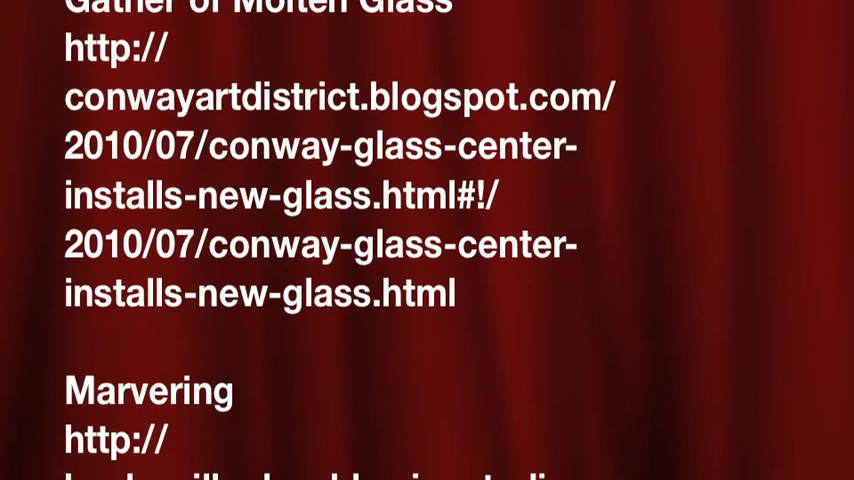 Gather of Molten Glass
http://
conwayartdistrict.blogspot.com/
2010/07/conway-glass-center-
installs-new-glass.html#!/
2010/07/conway-glass-center-
installs-new-glass.html
Marvering
http://